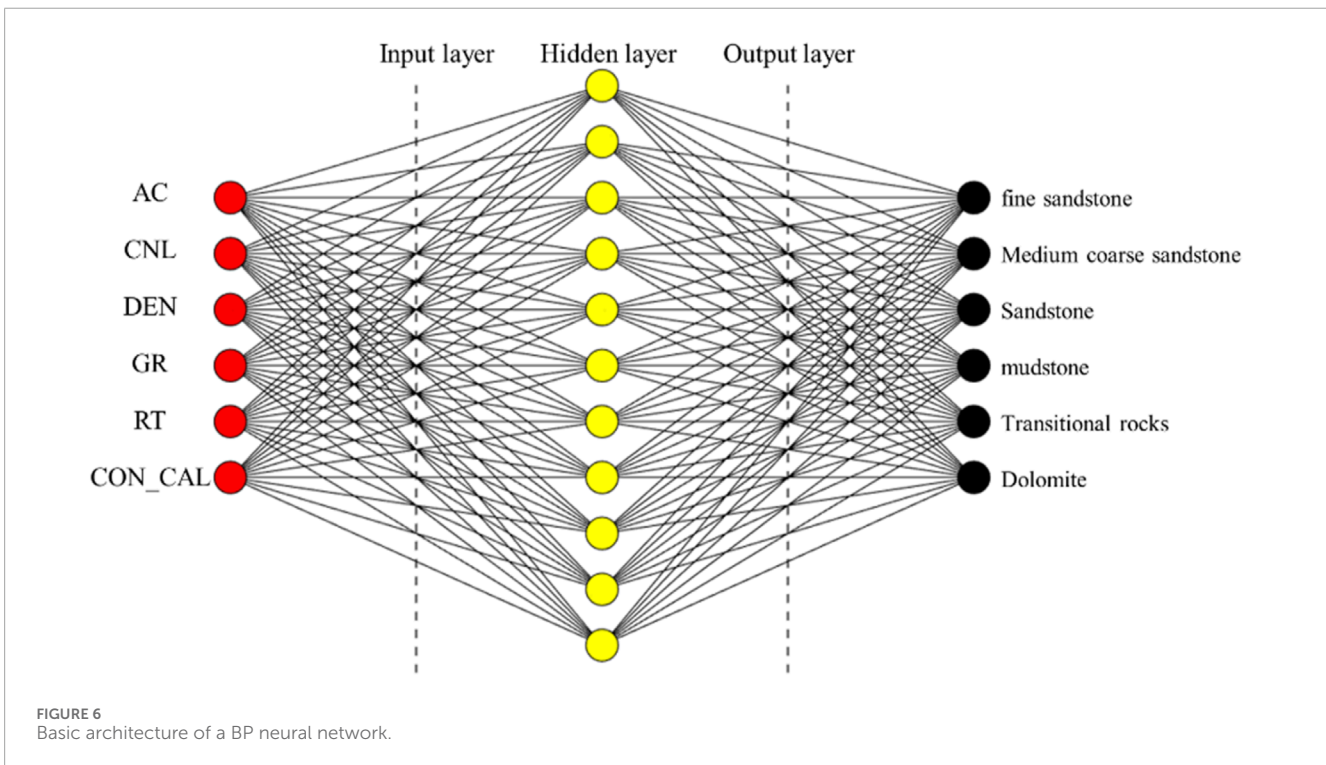 Input layer Hidden layer Output layer
AC
CNL
DEN
GR
RT
CON_CAL
fine sandstone
Medium coarse sandstone
Sandstone
mudstone
Transitional rocks
Dolomite
FIGURE 6
Basic architecture of a BP neural network.